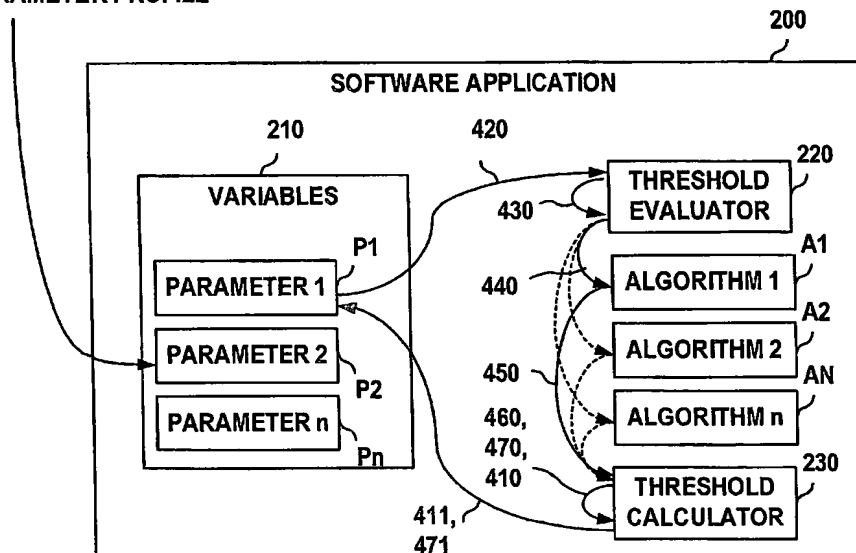 200
SOFTWARE APPLICATION
210
420
220
VARIABLES
THRESHOLD
EVALUATOR
430
P1
A1
PARAMETER 1
440
ALGORITHM 1
A2
PARAMETER 2
ALGORITHM 2
450
P2
AN
PARAMETER n
460,
ALGORITHM n
470,
Pn
230
410
THRESHOLD
CALCULATOR
411,
471